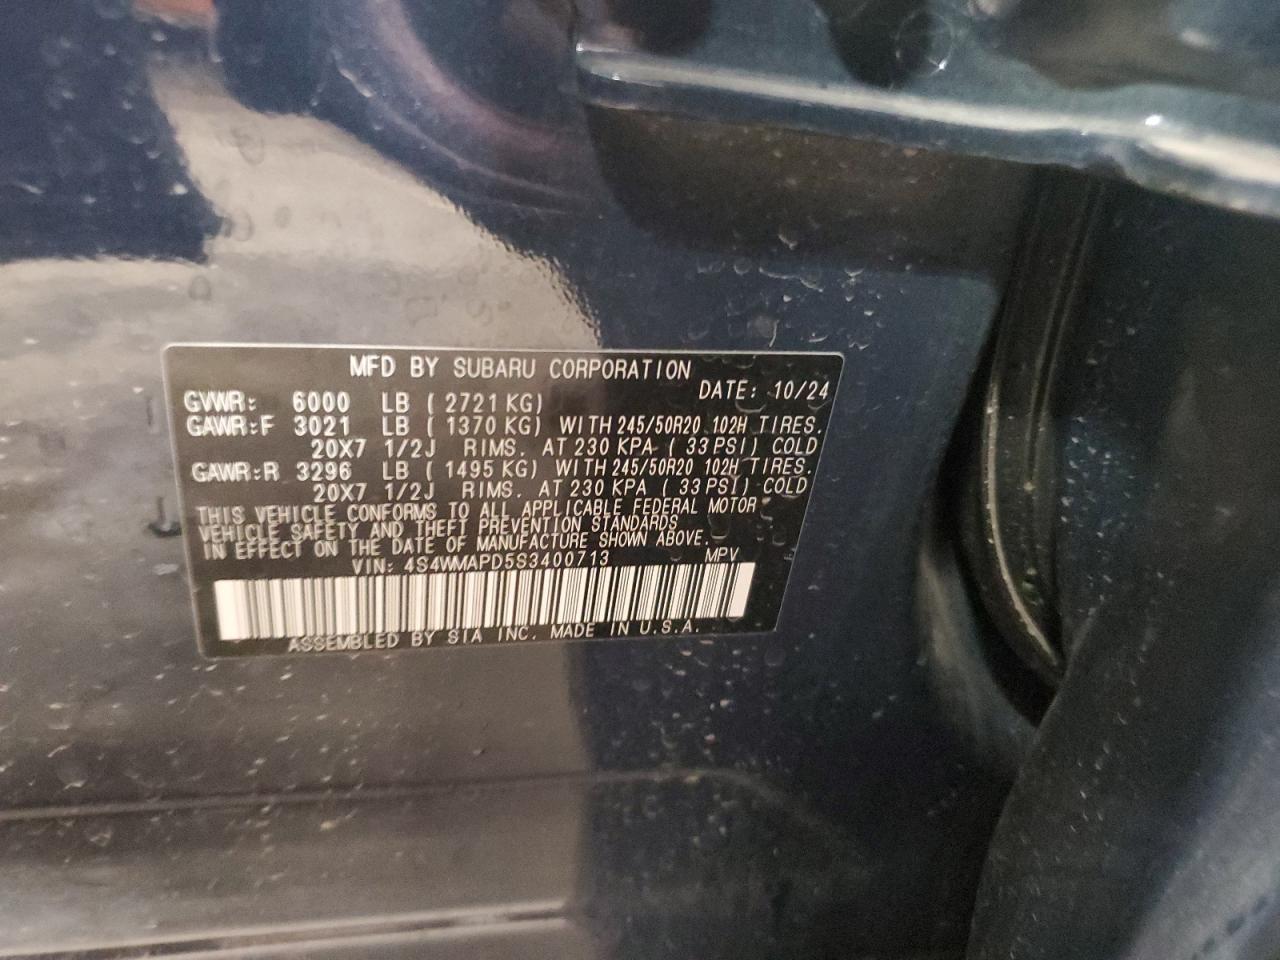 MFD BY SUBARU CORPORATION
DATE: 10/24
GVWR: 6000 LB ( 2721 KG)
GAWR:F 3021 LB ( 1370 KG) WITH 245/50R20 102H TIRES.
20X7 1/2J RIMS. AT 230 KPA ( 33 PSI) COLD
GAWR:R 3296 LB ( 1495 KG) WITH 245/50R20 102H TIRES.
20X7 1/2J RIMS. AT 230 KPA ( 33 PSI) COLD
THIS VEHICLE CONFORMS TO ALL APPLICABLE FEDERAL MOTOR
VEHICLE SAFETY AND THEFT PREVENTION STANDARDS
IN EFFECT ON THE DATE OF MANUFACTURE SHOWN ABOVE.
VIN: 4S4WMAPD5S3400713 MPV
ASSEMBLED BY SIA INC. MADE IN U.S.A.